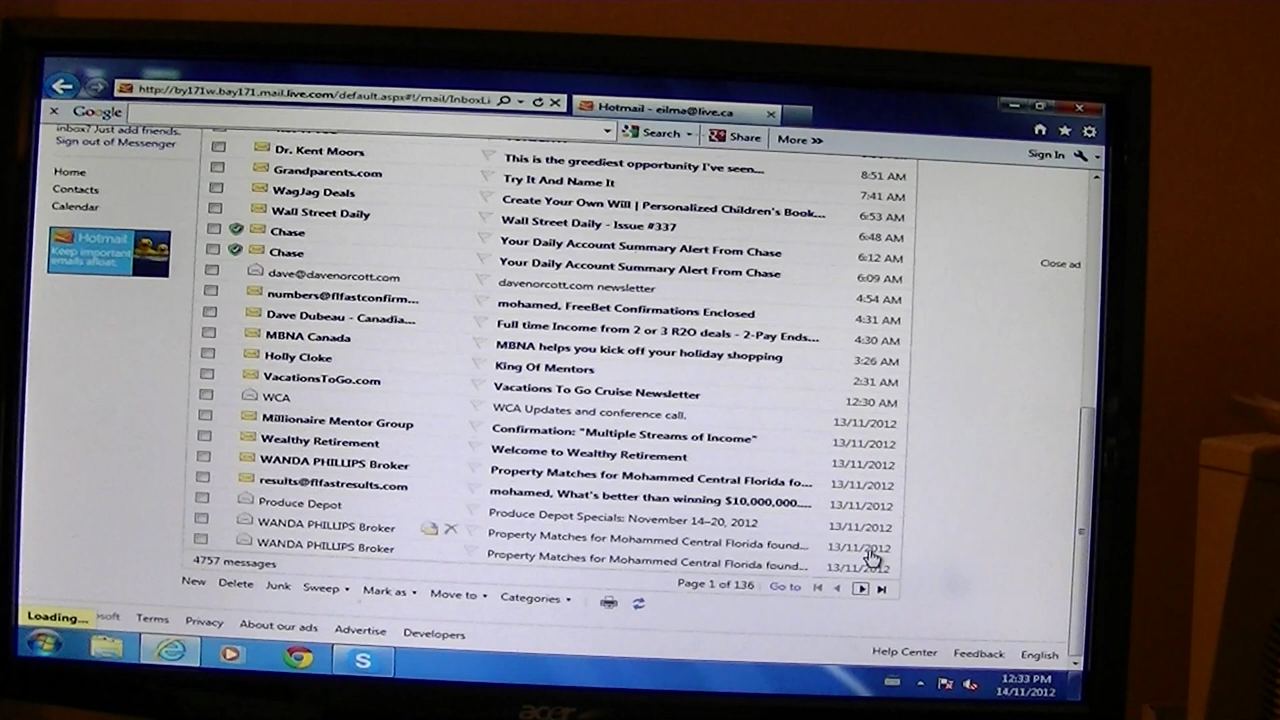 http://by171w.bay171.mail.live.com/default.aspx#!/mail/InboxLi
Hotmail - eilma@live.ca
Google
Search
Share
More >>
Sign In
inbox? Just add friends.
Sign out of Messenger
Home
Contacts
Calendar
Hotmail
Keep important
emails afloat.
Close ad
Dr. Kent Moors This is the greediest opportunity I've seen... 8:51 AM
Grandparents.com Try It And Name It 7:41 AM
WagJag Deals Create Your Own Will | Personalized Children's Book... 6:53 AM
Wall Street Daily Wall Street Daily - Issue #337 6:48 AM
Chase Your Daily Account Summary Alert From Chase 6:12 AM
Chase Your Daily Account Summary Alert From Chase 6:09 AM
dave@davenorcott.com davenorcott.com newsletter 4:54 AM
numbers@flfastconfirm... mohamed, FreeBet Confirmations Enclosed 4:31 AM
Dave Dubeau - Canadia... Full time Income from 2 or 3 R2O deals - 2-Pay Ends... 4:30 AM
MBNA Canada MBNA helps you kick off your holiday shopping 3:26 AM
Holly Cloke King Of Mentors 2:31 AM
VacationsToGo.com Vacations To Go Cruise Newsletter 12:30 AM
WCA WCA Updates and conference call. 13/11/2012
Millionaire Mentor Group Confirmation: "Multiple Streams of Income" 13/11/2012
Wealthy Retirement Welcome to Wealthy Retirement 13/11/2012
WANDA PHILLIPS Broker Property Matches for Mohammed Central Florida fo... 13/11/2012
results@flfastresults.com mohamed, What's better than winning $10,000,000.... 13/11/2012
Produce Depot Produce Depot Specials: November 14–20, 2012 13/11/2012
WANDA PHILLIPS Broker Property Matches for Mohammed Central Florida found... 13/11/2012
WANDA PHILLIPS Broker Property Matches for Mohammed Central Florida found... 13/11/2012
4757 messages
Page 1 of 136 Go to
New Delete Junk Sweep Mark as Move to Categories
Loading...
soft Terms Privacy About our ads Advertise Developers
Help Center Feedback English
12:33 PM
14/11/2012
acer